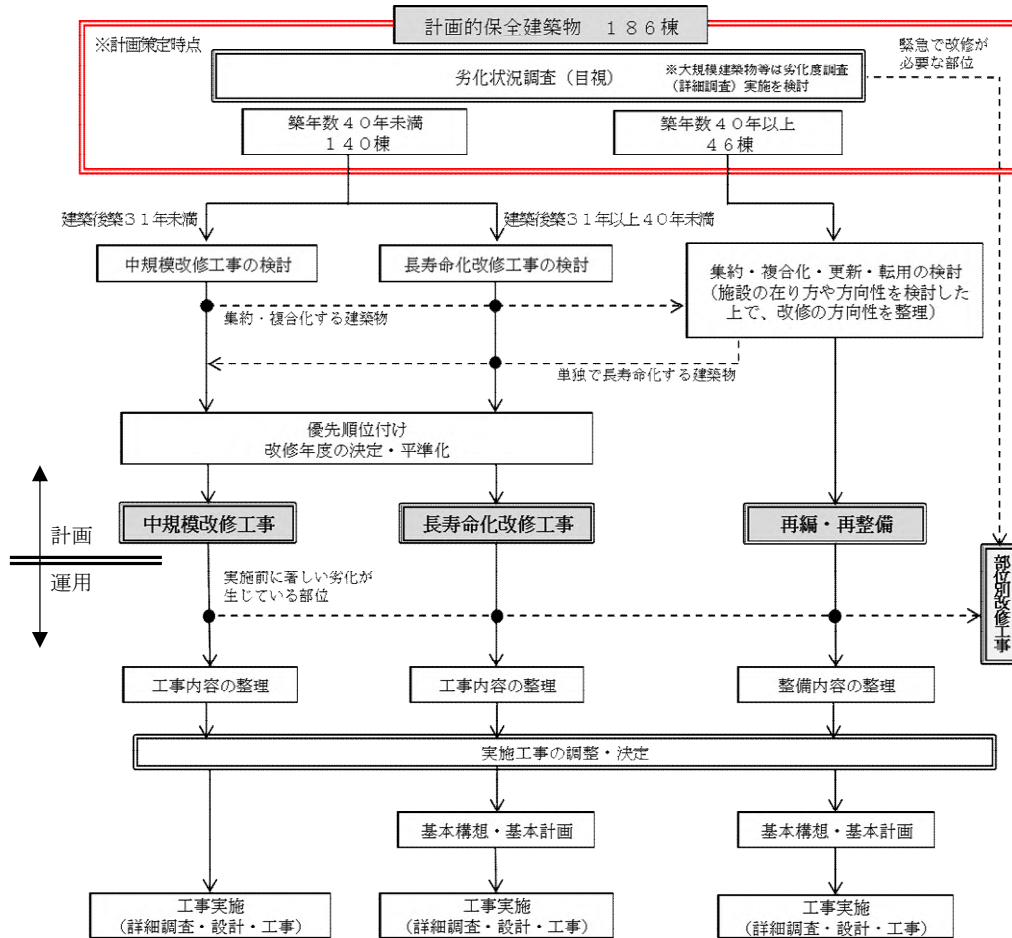 計画的保全建築物　１８６棟
※計画策定時点
緊急で改修が
必要な部位
劣化状況調査（目視）
※大規模建築物等は劣化度調査
（詳細調査）実施を検討
築年数４０年未満
１４０棟
築年数４０年以上
４６棟
建築後築３１年未満
建築後築３１年以上４０年未満
中規模改修工事の検討
長寿命化改修工事の検討
集約・複合化・更新・転用の検討
（施設の在り方や方向性を検討した
上で、改修の方向性を整理）
集約・複合化する建築物
単独で長寿命化する建築物
優先順位付け
改修年度の決定・平準化
計画
運用
中規模改修工事
長寿命化改修工事
再編・再整備
部位別改修工事
実施前に著しい劣化が
生じている部位
工事内容の整理
工事内容の整理
整備内容の整理
実施工事の調整・決定
基本構想・基本計画
基本構想・基本計画
工事実施
（詳細調査・設計・工事）
工事実施
（詳細調査・設計・工事）
工事実施
（詳細調査・設計・工事）